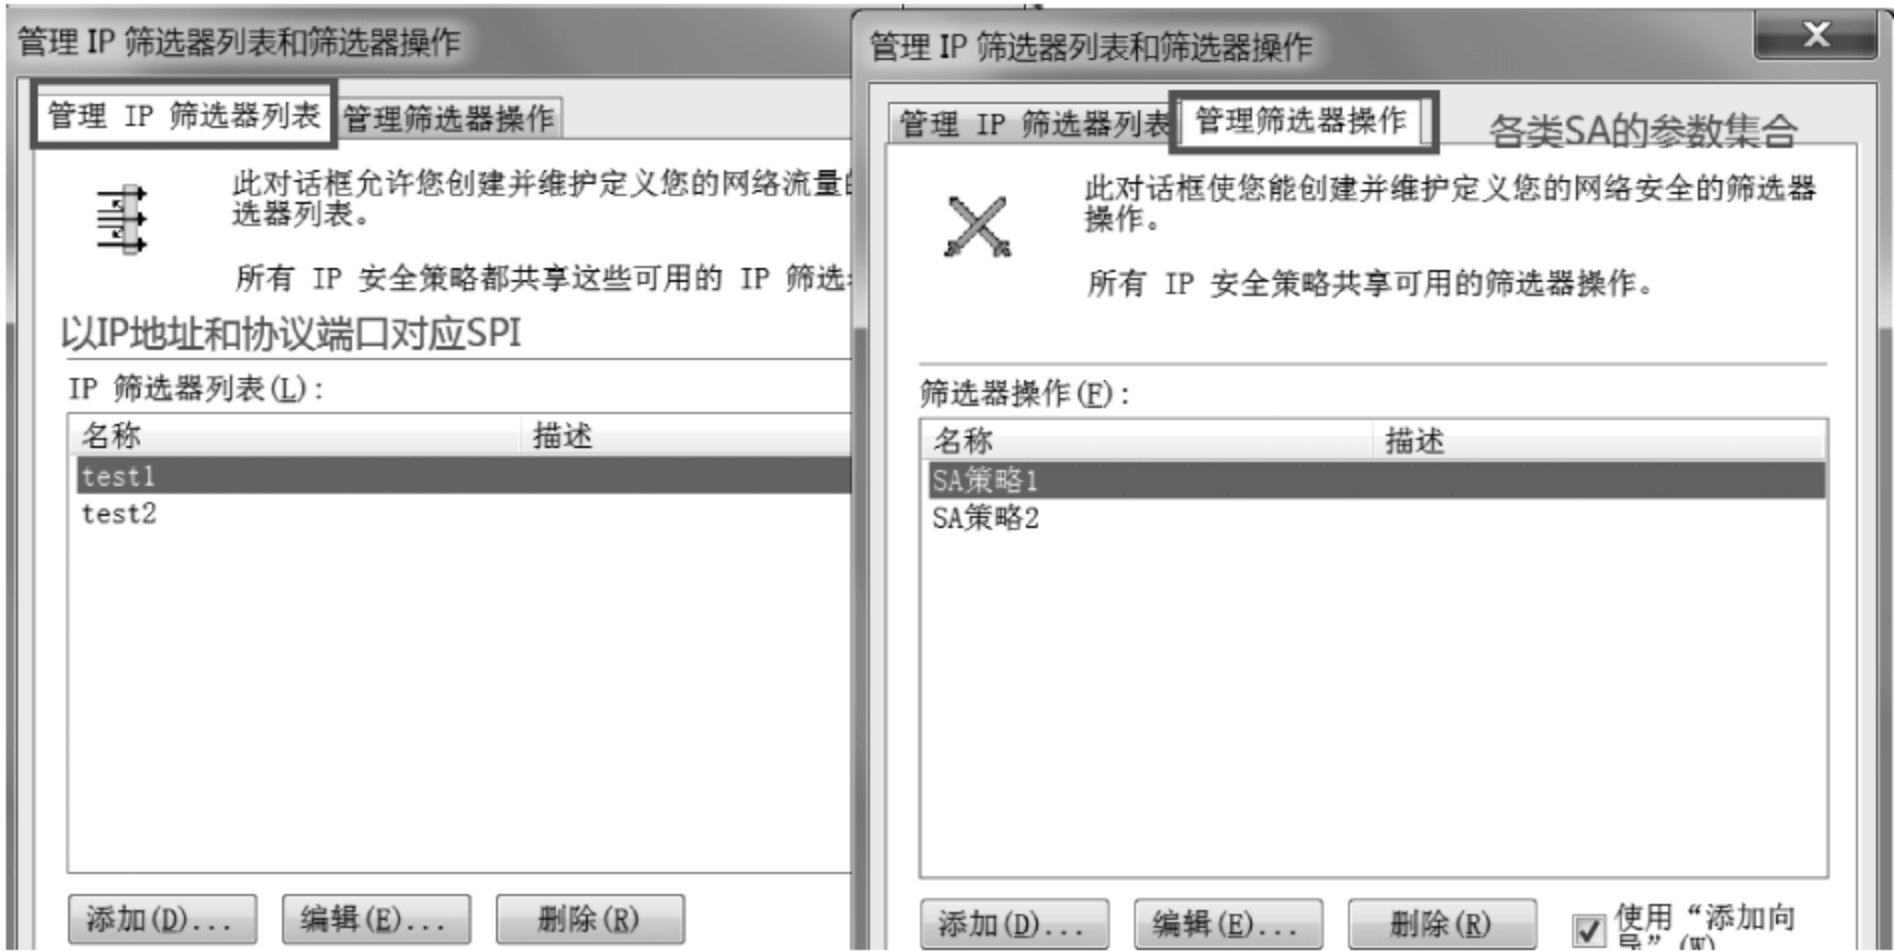 管理 IP 筛选器列表和筛选器操作
管理 IP 筛选器列表 管理筛选器操作
此对话框允许您创建并维护定义您的网络流量的
选器列表。
所有 IP 安全策略都共享这些可用的 IP 筛选
以IP地址和协议端口对应SPI
IP 筛选器列表(L):
名称 描述
test1
test2
添加(D)... 编辑(E)... 删除(R)
管理 IP 筛选器列表和筛选器操作
管理 IP 筛选器列表 管理筛选器操作 各类SA的参数集合
此对话框使您能创建并维护定义您的网络安全的筛选器
操作。
所有 IP 安全策略共享可用的筛选器操作。
筛选器操作(F):
名称 描述
SA策略1
SA策略2
添加(D)... 编辑(E)... 删除(R) 使用“添加向
导”(W)